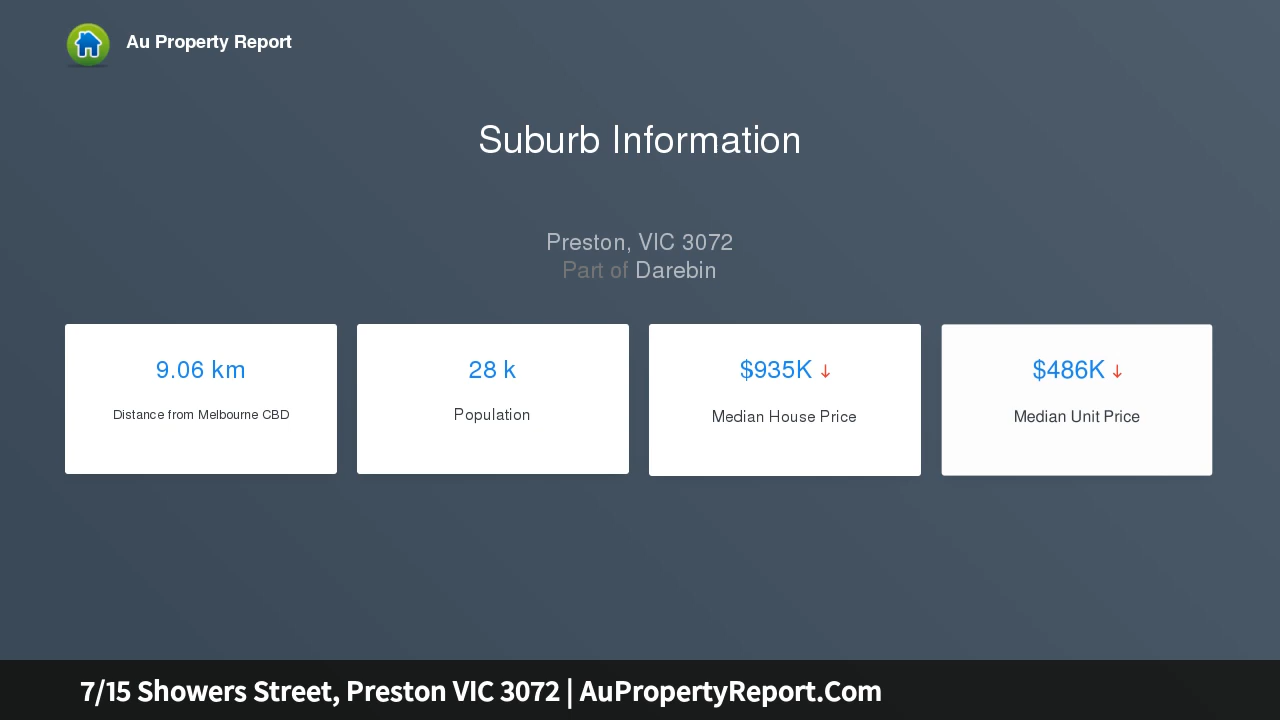 Au Property Report
Suburb Information
Preston, VIC 3072
Part of Darebin
9.06 km
Distance from Melbourne CBD
28 k
Population
$935K ↓
Median House Price
$486K ↓
Median Unit Price
7/15 Showers Street, Preston VIC 3072 | AuPropertyReport.Com